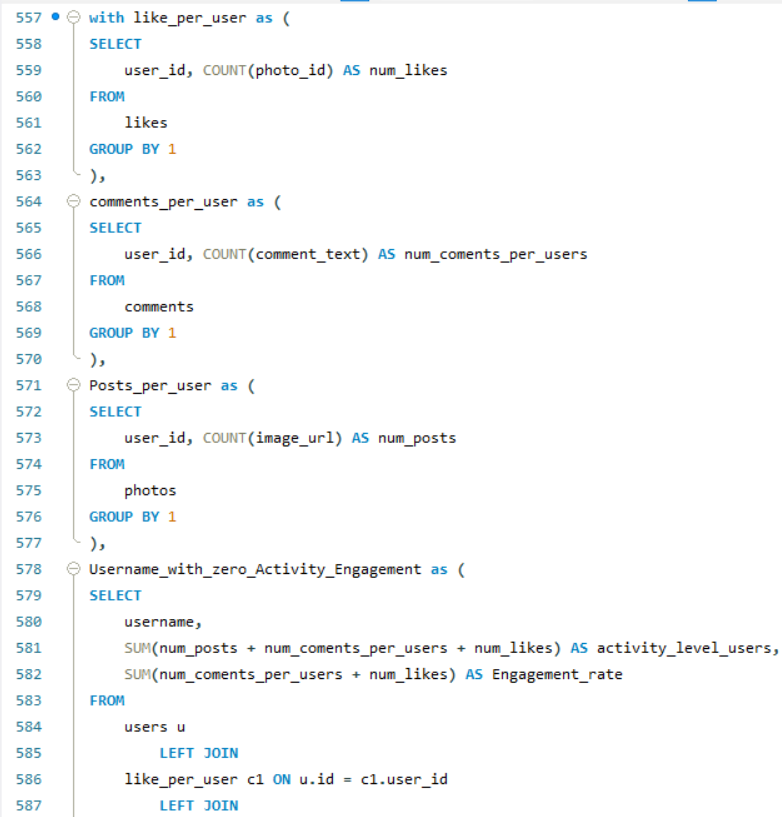 557 with like_per_user as (
558 SELECT
559 user_id, COUNT(photo_id) AS num_likes
560 FROM
561 likes
562 GROUP BY 1
563 ),
564 comments_per_user as (
565 SELECT
566 user_id, COUNT(comment_text) AS num_coments_per_users
567 FROM
568 comments
569 GROUP BY 1
570 ),
571 Posts_per_user as (
572 SELECT
573 user_id, COUNT(image_url) AS num_posts
574 FROM
575 photos
576 GROUP BY 1
577 ),
578 Username_with_zero_Activity_Engagement as (
579 SELECT
580 username,
581 SUM(num_posts + num_coments_per_users + num_likes) AS activity_level_users,
582 SUM(num_coments_per_users + num_likes) AS Engagement_rate
583 FROM
584 users u
585 LEFT JOIN
586 like_per_user c1 ON u.id = c1.user_id
587 LEFT JOIN